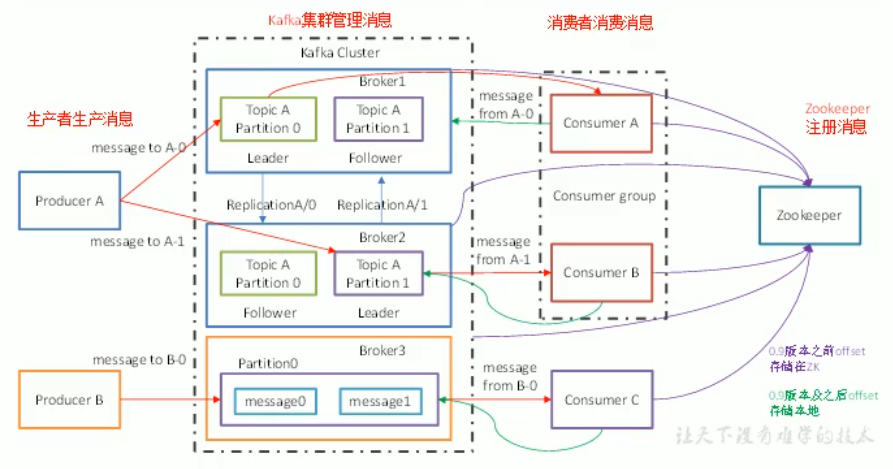 Kafka集群管理消息
消费者消费消息
Kafka Cluster
Broker1
生产者生产消息
Topic A
Partition 0
Topic A
Partition 1
message
from A-0
Consumer A
Zookeeper
注册消息
message to A-0
Leader
Follower
Producer A
ReplicationA/0
ReplicationA/1
Consumer group
Zookeeper
message to A-1
Broker2
Topic A
Partition 0
Topic A
Partition 1
message
from A-1
Consumer B
Follower
Leader
message to B-0
Broker3
Partition0
message
from B-0
0.9版本之前offset
存储在ZK
Producer B
message0
message1
Consumer C
0.9版本及之后offset
存储本地
让天下没有难学的技术